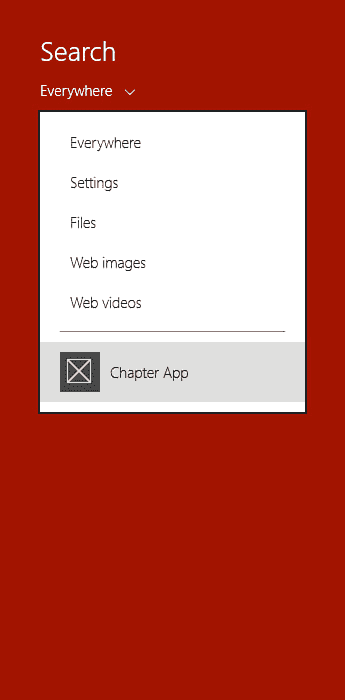 Search
Everywhere
Everywhere
Settings
Files
Web images
Web videos
Chapter App